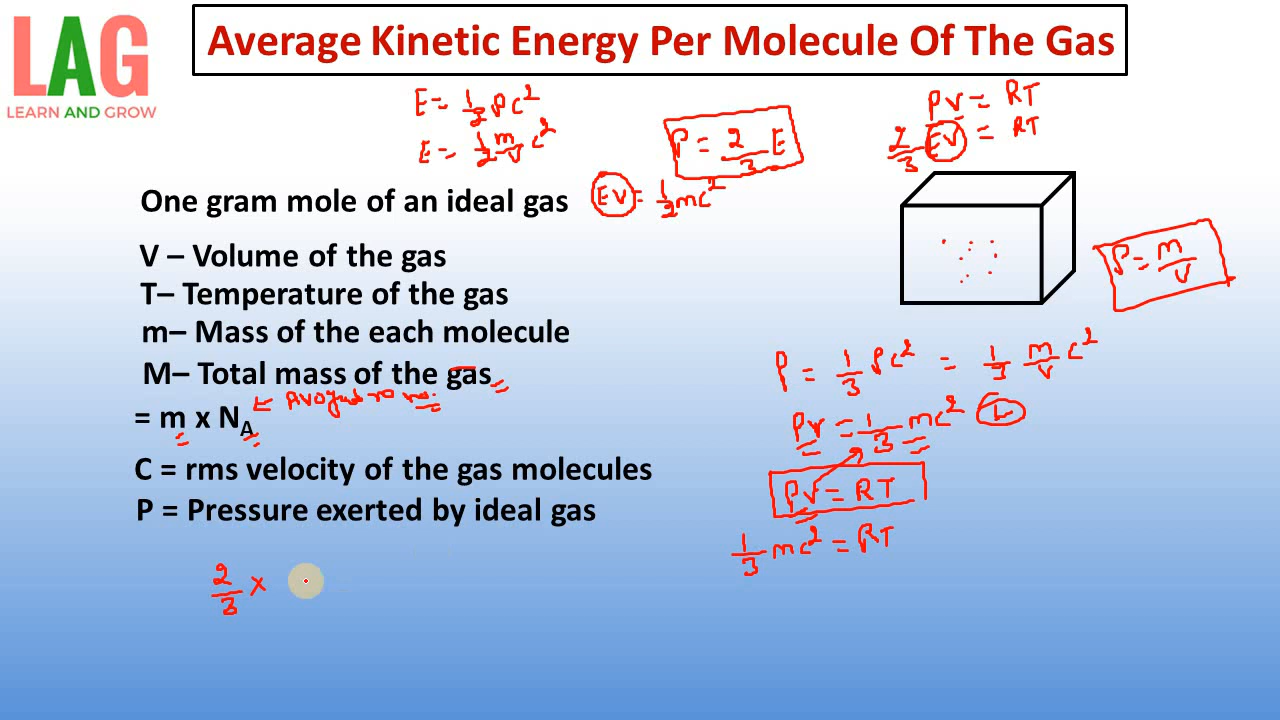 LAG
LEARN AND GROW
Average Kinetic Energy Per Molecule Of The Gas
E = 1/2 ρc²
E = 1/2 m/v c²
P = 2/3 E
PV = RT
2/3 EV = RT
One gram mole of an ideal gas
EV = 1/2 mc²
V – Volume of the gas
T– Temperature of the gas
m– Mass of the each molecule
M– Total mass of the gas
= m x N_A
ρ = m/v
C = rms velocity of the gas molecules
P = Pressure exerted by ideal gas
P = 1/3 ρc² = 1/3 m/v c²
PV = 1/3 mc²
PV = RT
1/3 mc² = RT
2/3 ×